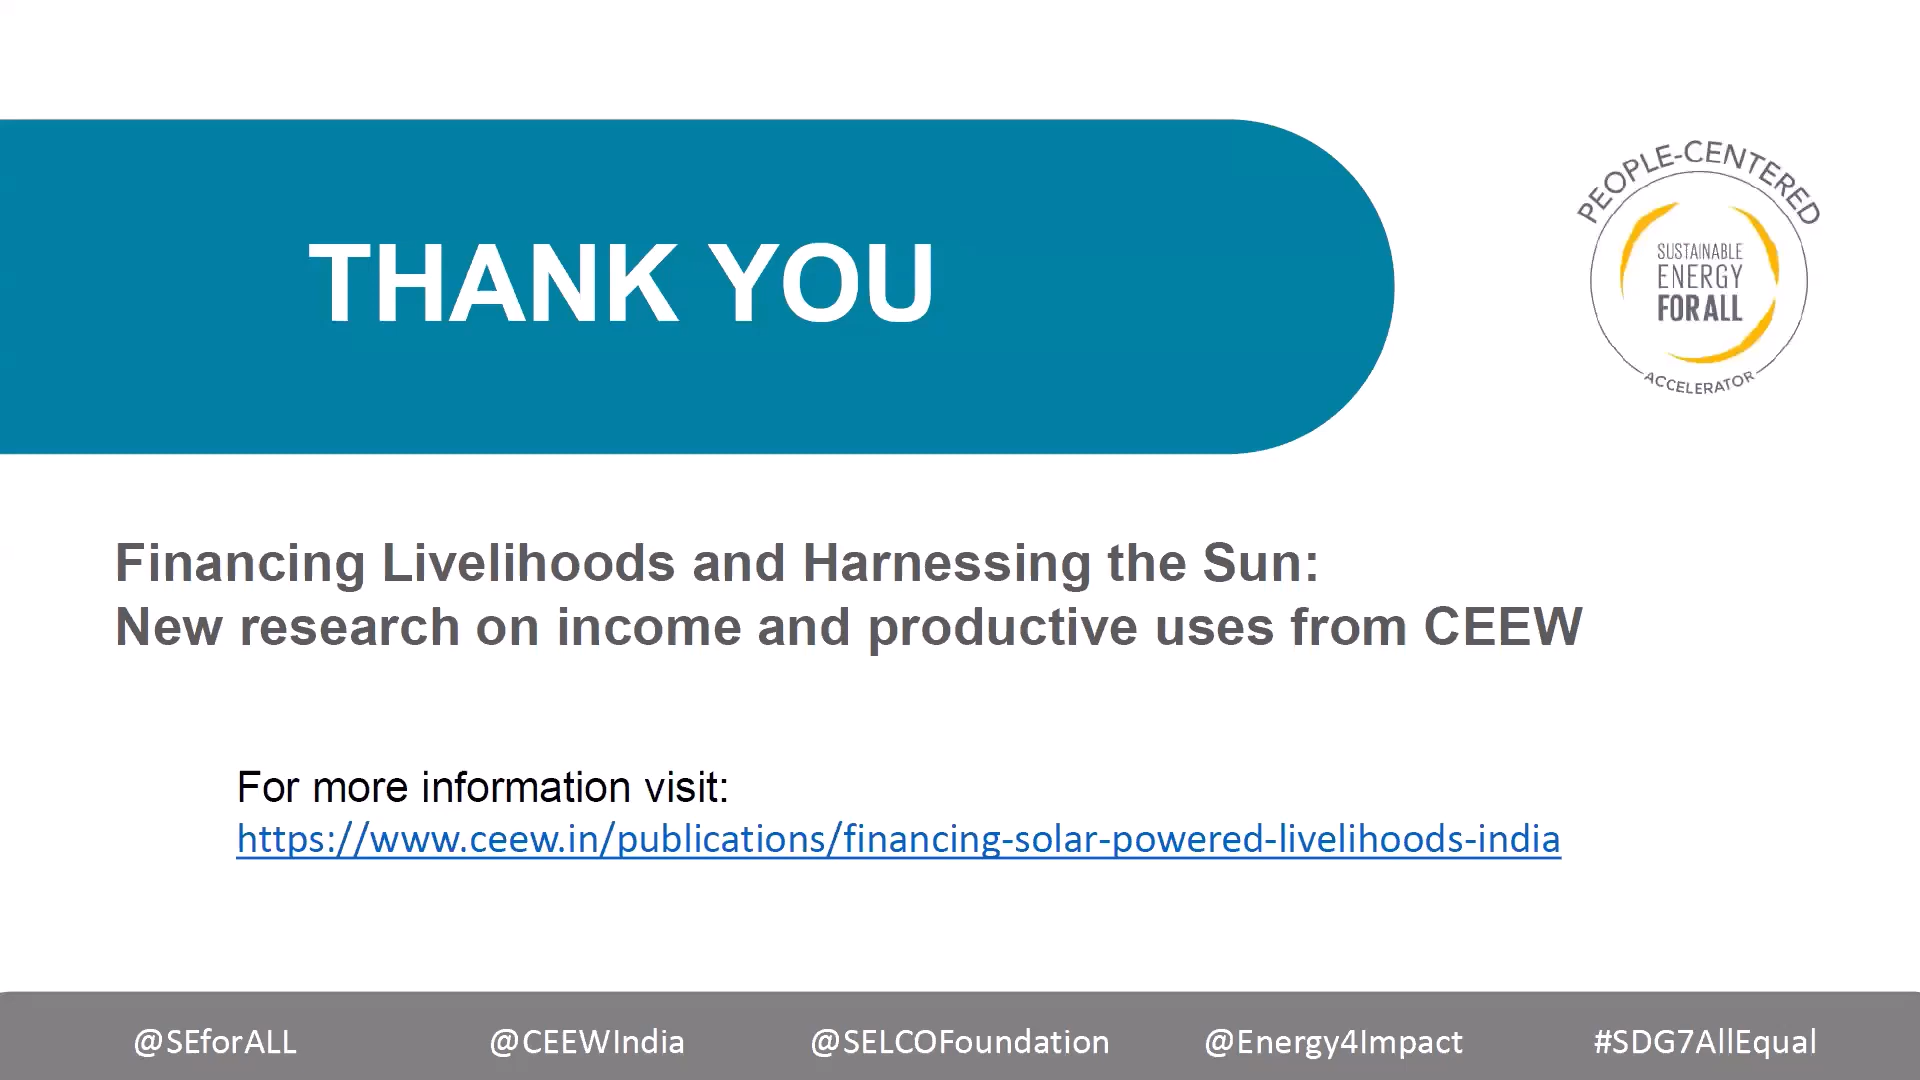 THANK YOU
PEOPLE-CENTERED
SUSTAINABLE
ENERGY
FOR ALL
ACCELERATOR
Financing Livelihoods and Harnessing the Sun:
New research on income and productive uses from CEEW
For more information visit:
https://www.ceew.in/publications/financing-solar-powered-livelihoods-india
@SEforALL @CEEWIndia @SELCOFoundation @Energy4Impact #SDG7AllEqual